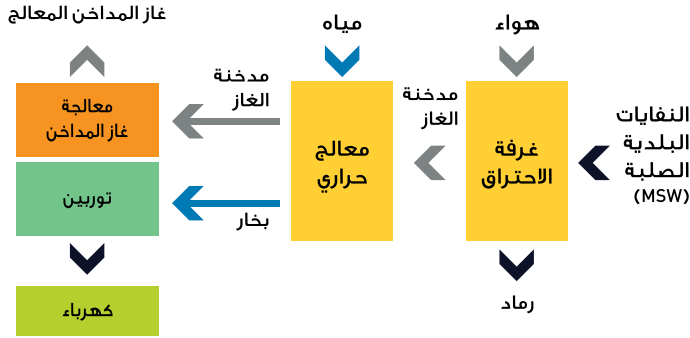 هواء
مياه
غاز المداخن المعالج
النفايات
البلدية
الصلبة
(MSW)
غرفة
الاحتراق
رماد
مدخنة
الغاز
معالج
حراري
مدخنة
الغاز
بخار
معالجة
غاز المداخن
توربين
كهرباء